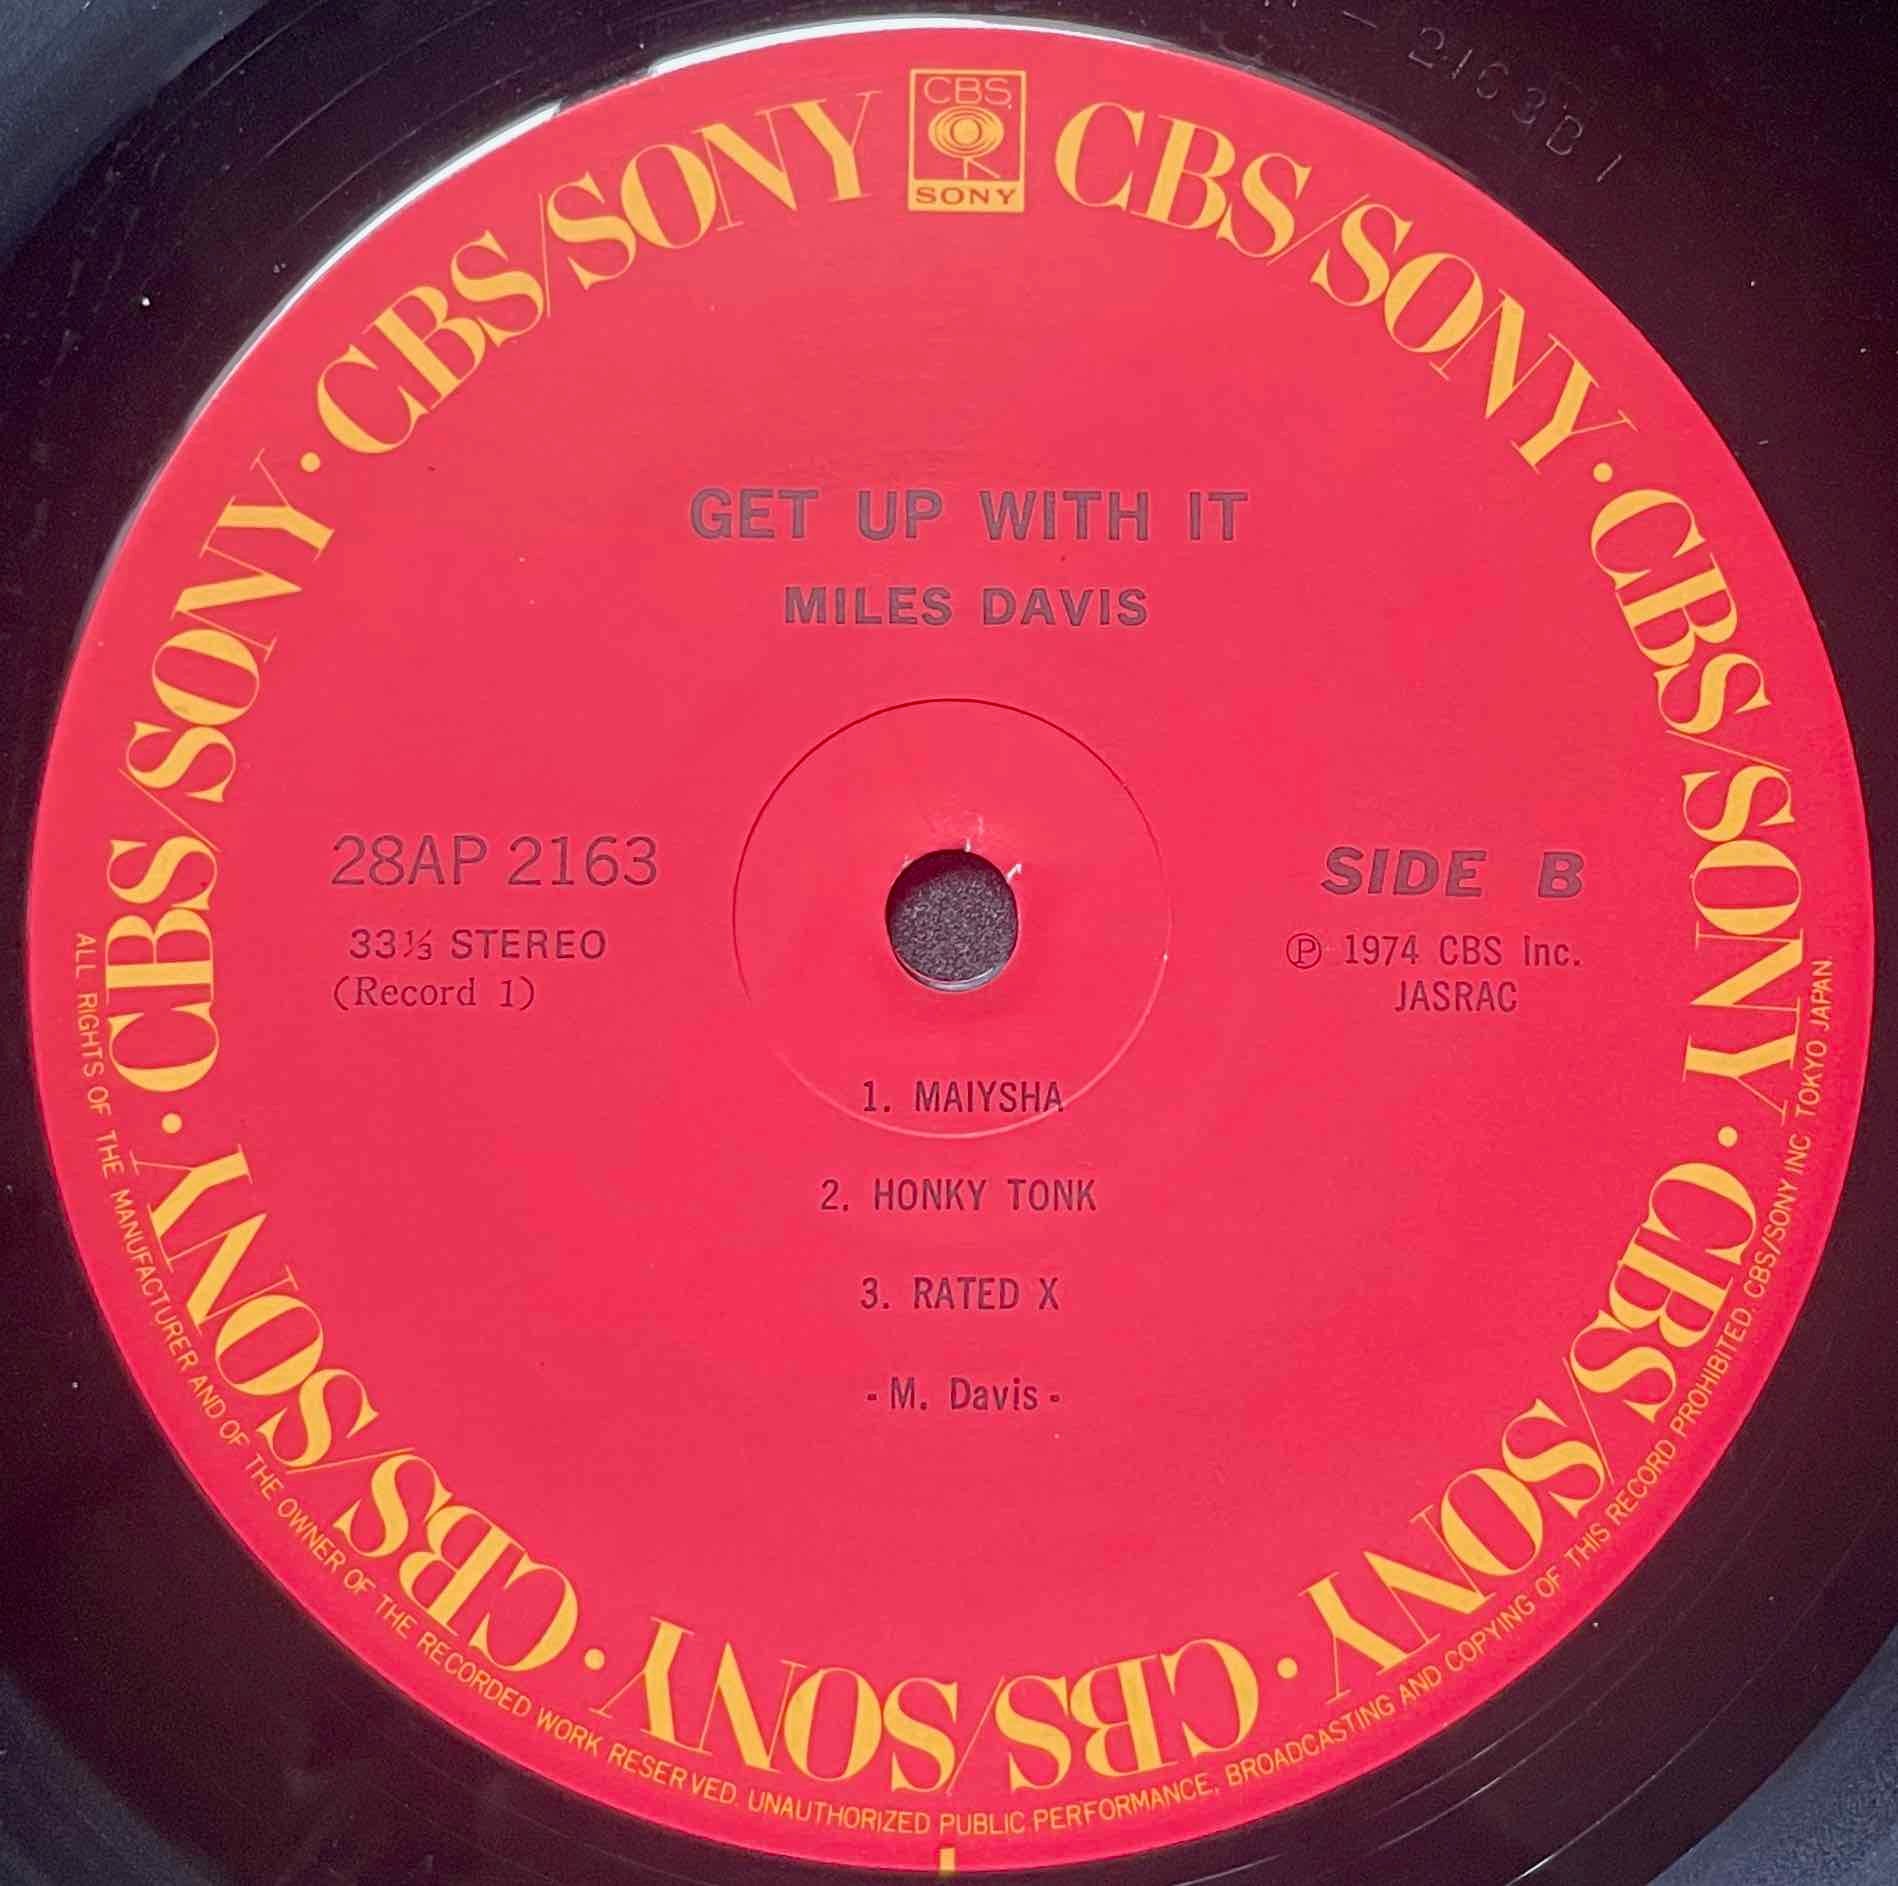 2163B1
CBS
SONY
CBS/SONY · CBS/SONY · CBS/SONY · CBS/SONY · CBS/SONY · CBS/SONY · CBS/SONY
GET UP WITH IT
MILES DAVIS
28AP 2163
33⅓ STEREO
(Record 1)
SIDE B
Ⓟ 1974 CBS Inc.
JASRAC
1. MAIYSHA
2. HONKY TONK
3. RATED X
- M. Davis -
ALL RIGHTS OF THE MANUFACTURER AND OF THE OWNER OF THE RECORDED WORK RESERVED. UNAUTHORIZED PUBLIC PERFORMANCE, BROADCASTING AND COPYING OF THIS RECORD PROHIBITED. CBS/SONY INC. TOKYO JAPAN.